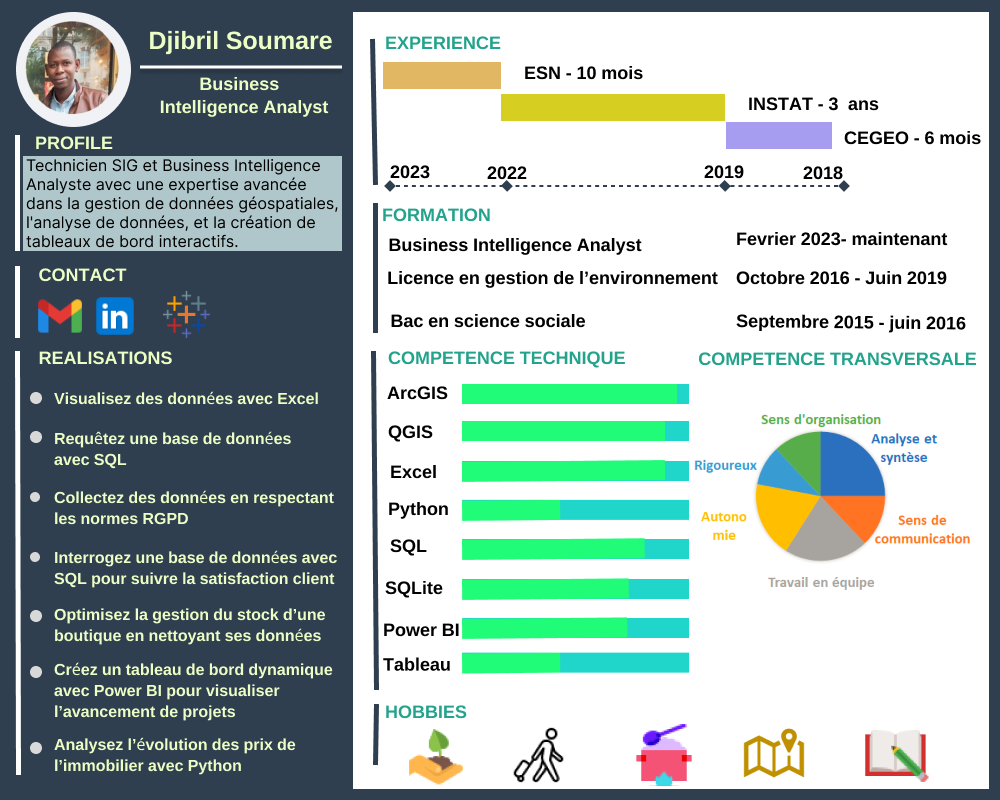 Djibril Soumare
Business
Intelligence Analyst
PROFILE
Technicien SIG et Business Intelligence
Analyste avec une expertise avancée
dans la gestion de données géospatiales,
l'analyse de données, et la création de
tableaux de bord interactifs.
CONTACT
in
REALISATIONS
Visualisez des données avec Excel
Requêtez une base de données
avec SQL
Collectez des données en respectant
les normes RGPD
Interrogez une base de données avec
SQL pour suivre la satisfaction client
Optimisez la gestion du stock d’une
boutique en nettoyant ses données
Créez un tableau de bord dynamique
avec Power BI pour visualiser
l’avancement de projets
Analysez l’évolution des prix de
l’immobilier avec Python
EXPERIENCE
ESN - 10 mois
INSTAT - 3 ans
CEGEO - 6 mois
2023 2022 2019 2018
FORMATION
Business Intelligence Analyst Fevrier 2023- maintenant
Licence en gestion de l’environnement Octobre 2016 - Juin 2019
Bac en science sociale Septembre 2015 - juin 2016
COMPETENCE TECHNIQUE
ArcGIS
QGIS
Excel
Python
SQL
SQLite
Power BI
Tableau
COMPETENCE TRANSVERSALE
Sens d'organisation
Analyse et
syntèse
Rigoureux
Autono
mie
Sens de
communication
Travail en équipe
HOBBIES